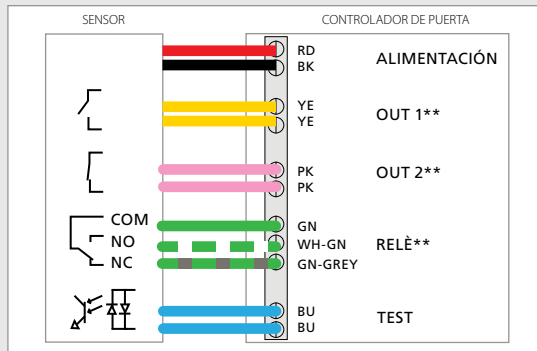 SENSOR
CONTROLADOR DE PUERTA
RD
BK
ALIMENTACIÓN
YE
YE
OUT 1**
PK
PK
OUT 2**
COM
NO
NC
GN
WH-GN
GN-GREY
RELÈ**
BU
BU
TEST